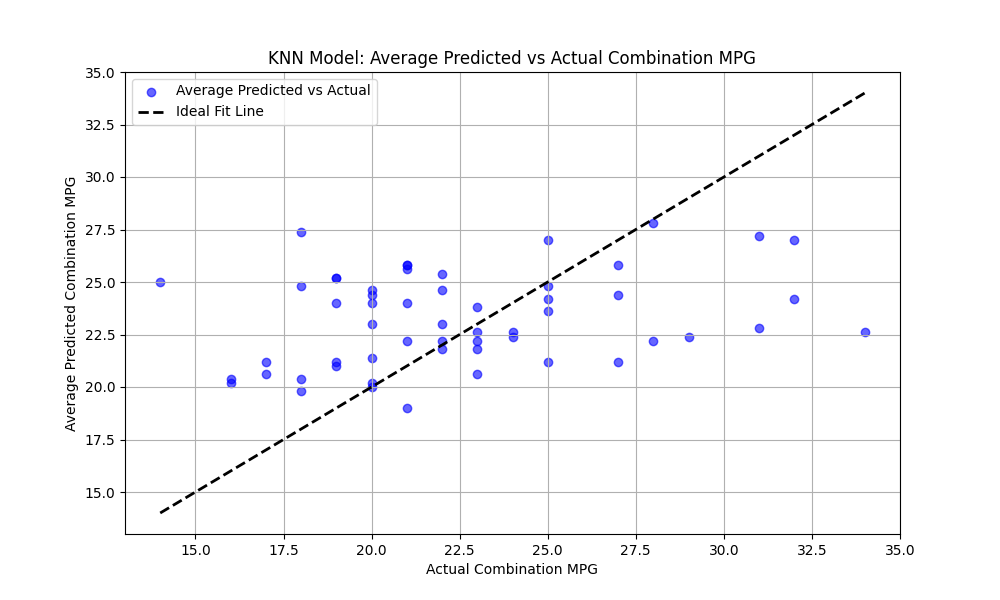 KNN Model: Average Predicted vs Actual Combination MPG
Average Predicted vs Actual
Ideal Fit Line
Average Predicted Combination MPG
35.0
32.5
30.0
27.5
25.0
22.5
20.0
17.5
15.0
15.0 17.5 20.0 22.5 25.0 27.5 30.0 32.5 35.0
Actual Combination MPG